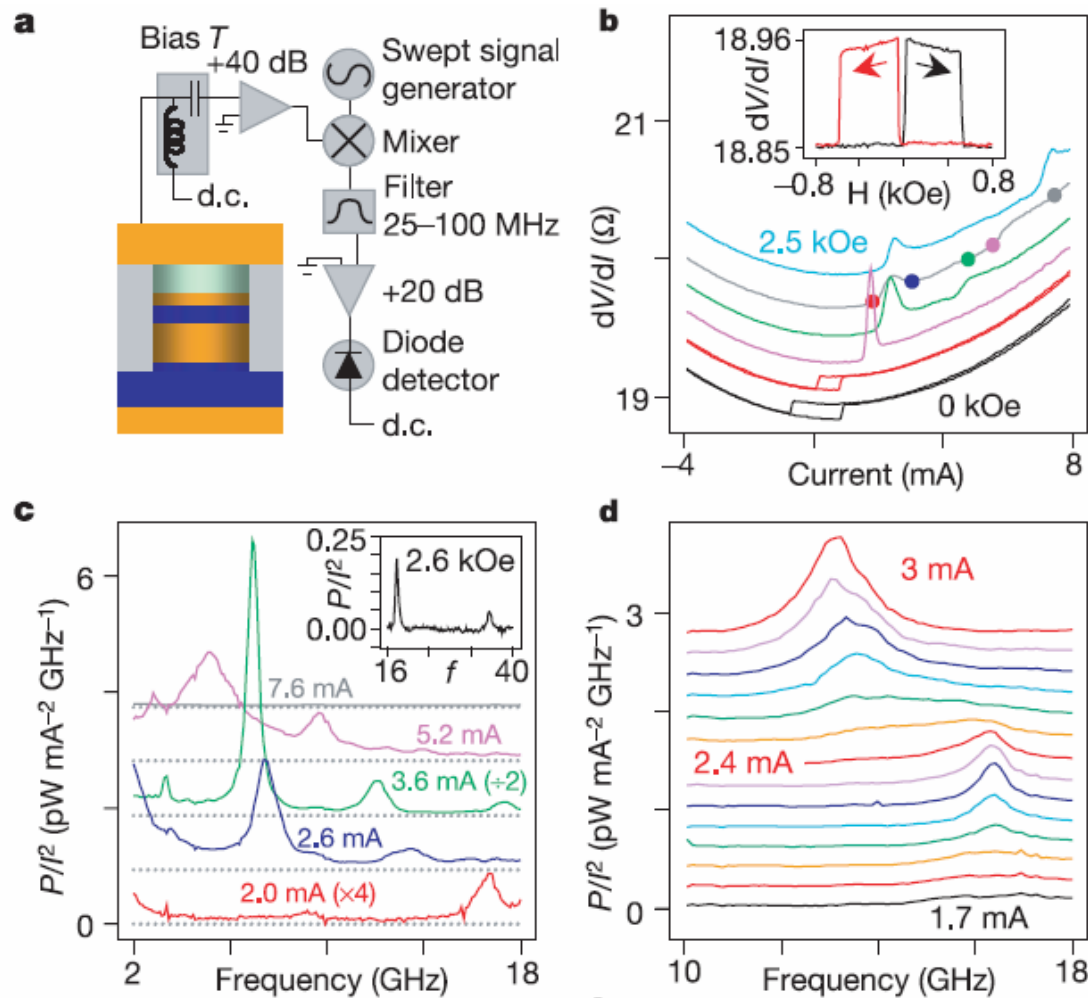 a
Bias T
+40 dB
Swept signal
generator
Mixer
Filter
25–100 MHz
d.c.
+20 dB
Diode
detector
d.c.
b
18.96
dV/dI
18.85
–0.8
H (kOe)
0.8
21
2.5 kOe
dV/dI (Ω)
19
0 kOe
–4
Current (mA)
8
c
0.25
2.6 kOe
P/I²
0.00
16
f
40
6
P/I² (pW mA⁻² GHz⁻¹)
7.6 mA
5.2 mA
3.6 mA (÷2)
2.6 mA
2.0 mA (×4)
0
2
Frequency (GHz)
18
d
3 mA
3
P/I² (pW mA⁻² GHz⁻¹)
2.4 mA
0
1.7 mA
10
Frequency (GHz)
18